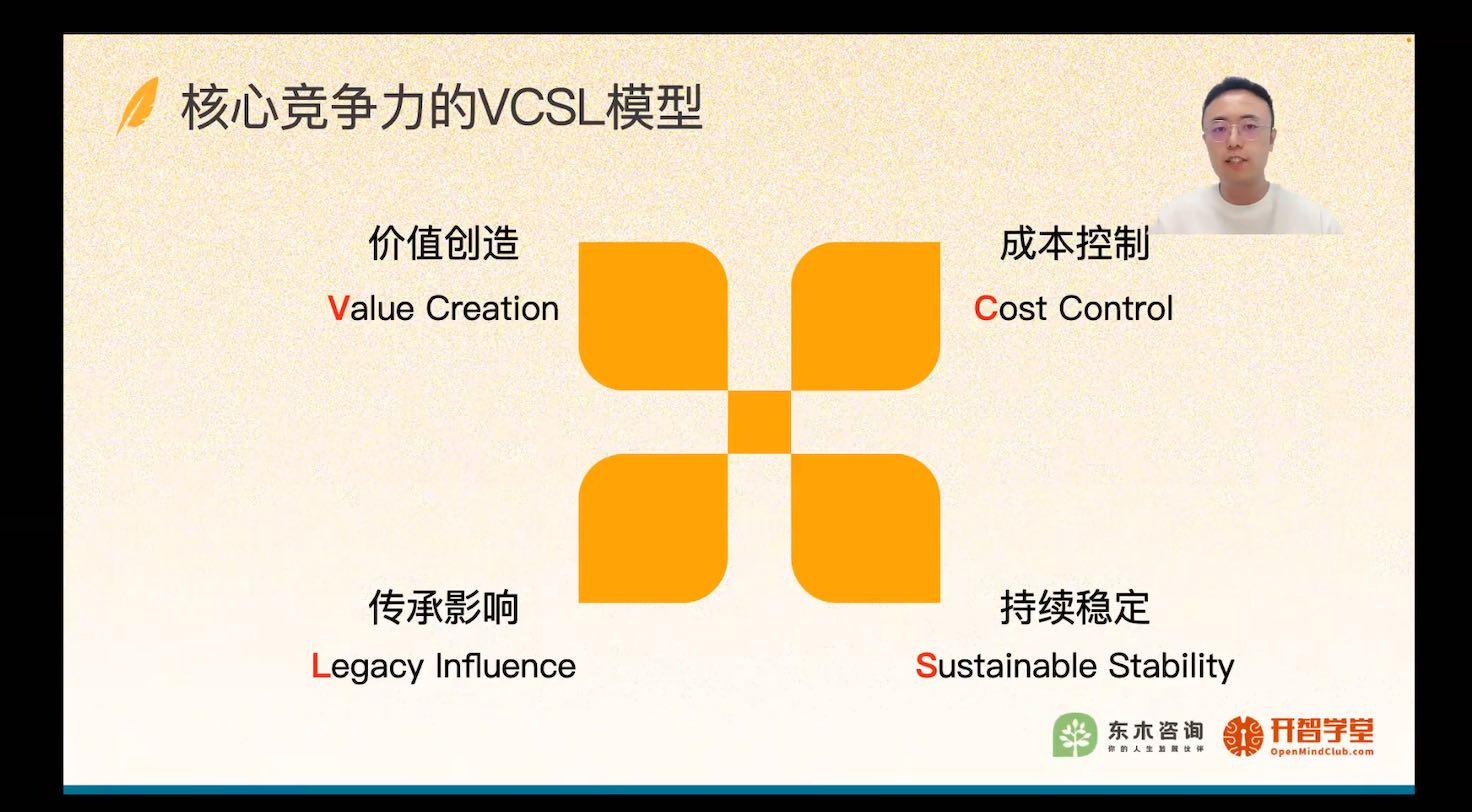 核心竞争力的VCSL模型
价值创造
Value Creation
成本控制
Cost Control
传承影响
Legacy Influence
持续稳定
Sustainable Stability
东木咨询
你的人生发展伙伴
开智学堂
OpenMindClub.com